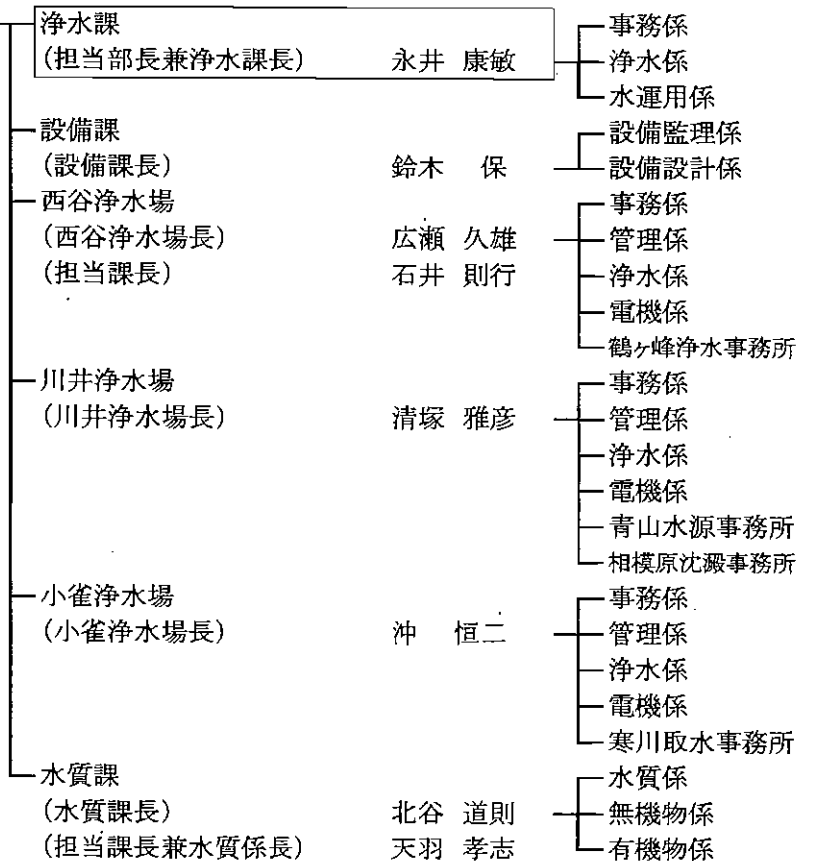 浄水課 事務係
(担当部長兼浄水課長) 永井 康敏 浄水係
水運用係
設備課 設備監理係
(設備課長) 鈴木 保 設備設計係
西谷浄水場 事務係
(西谷浄水場長) 広瀬 久雄 管理係
(担当課長) 石井 則行 浄水係
電機係
鶴ヶ峰浄水事務所
川井浄水場 事務係
(川井浄水場長) 清塚 雅彦 管理係
浄水係
電機係
青山水源事務所
相模原沈澱事務所
小雀浄水場 事務係
(小雀浄水場長) 沖 恒二 管理係
浄水係
電機係
寒川取水事務所
水質課 水質係
(水質課長) 北谷 道則 無機物係
(担当課長兼水質係長) 天羽 孝志 有機物係